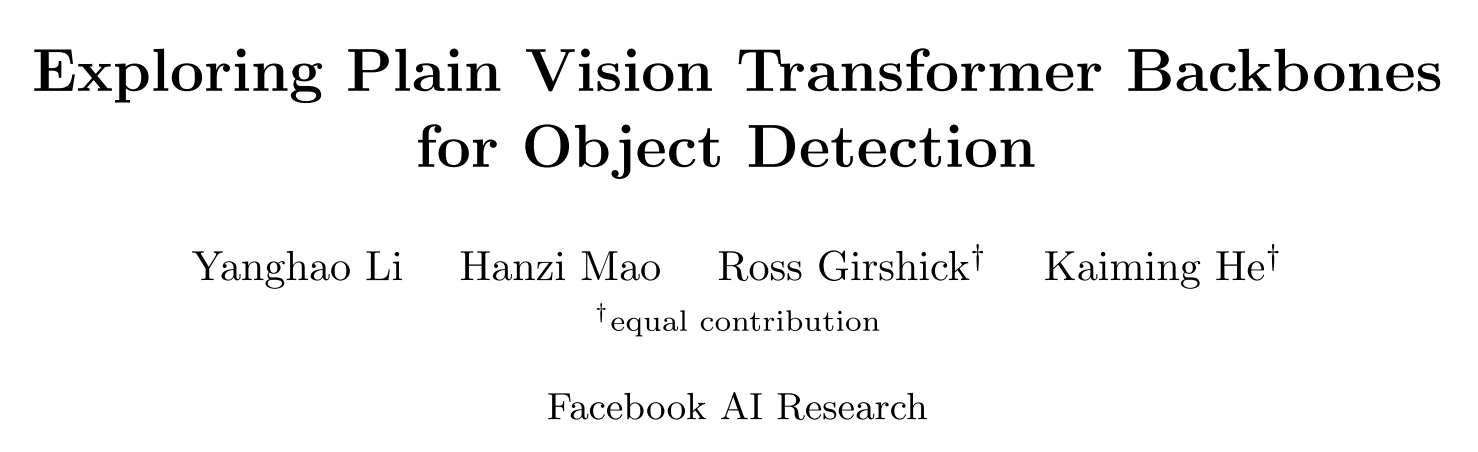 Exploring Plain Vision Transformer Backbones
for Object Detection
Yanghao Li Hanzi Mao Ross Girshick† Kaiming He†
†equal contribution
Facebook AI Research